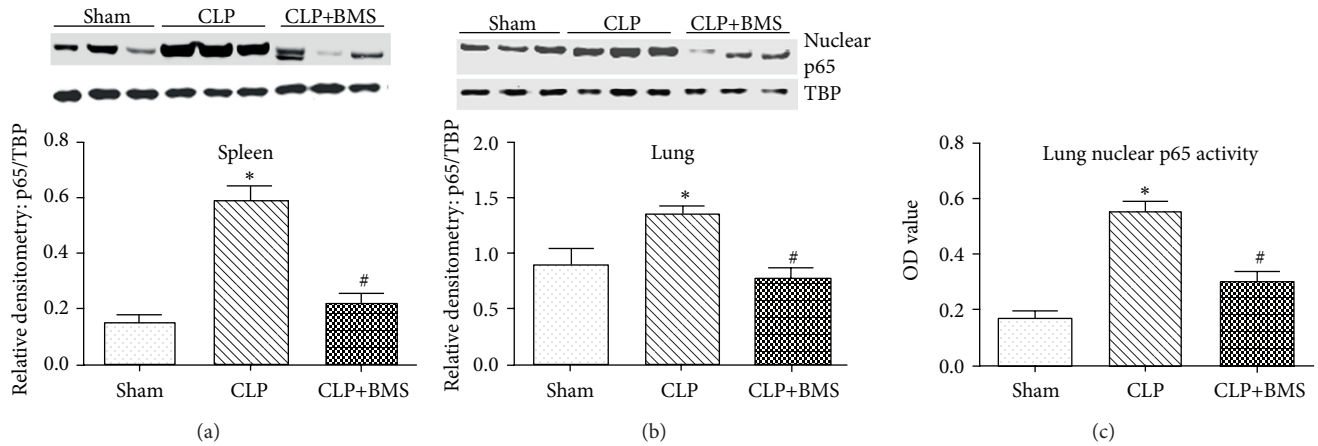 Sham CLP CLP+BMS
Relative densitometry: p65/TBP
0.8
0.6
0.4
0.2
0.0
Spleen
*
#
Sham CLP CLP+BMS
(a)
Sham CLP CLP+BMS
Nuclear
p65
TBP
Relative densitometry: p65/TBP
2.0
1.5
1.0
0.5
0.0
Lung
*
#
Sham CLP CLP+BMS
(b)
OD value
0.8
0.6
0.4
0.2
0.0
Lung nuclear p65 activity
*
#
Sham CLP CLP+BMS
(c)